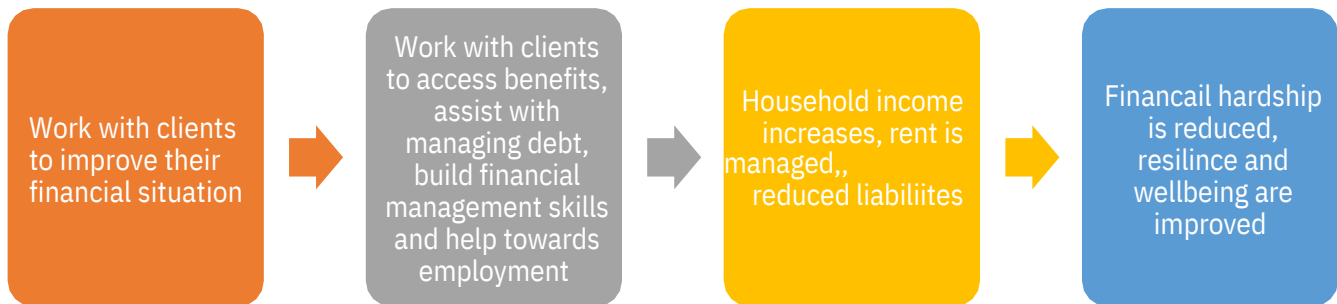 Work with clients
to improve their
financial situation
Work with clients
to access benefits,
assist with
managing debt,
build financial
management skills
and help towards
employment
Household income
increases, rent is
managed,,
reduced liabiliites
Financail hardship
is reduced,
resilince and
wellbeing are
improved